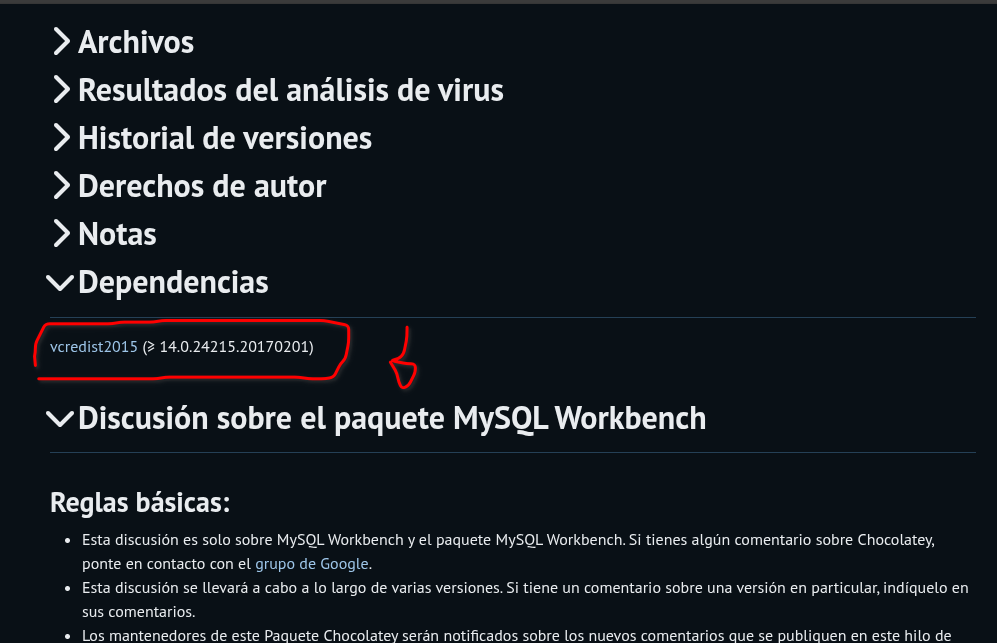 Archivos
Resultados del análisis de virus
Historial de versiones
Derechos de autor
Notas
Dependencias
vcredist2015 (≥ 14.0.24215.20170201)
Discusión sobre el paquete MySQL Workbench
Reglas básicas:
• Esta discusión es solo sobre MySQL Workbench y el paquete MySQL Workbench. Si tienes algún comentario sobre Chocolatey,
ponte en contacto con el grupo de Google.
• Esta discusión se llevará a cabo a lo largo de varias versiones. Si tiene un comentario sobre una versión en particular, indíquelo en
sus comentarios.
• Los mantenedores de este Paquete Chocolatey serán notificados sobre los nuevos comentarios que se publiquen en este hilo de